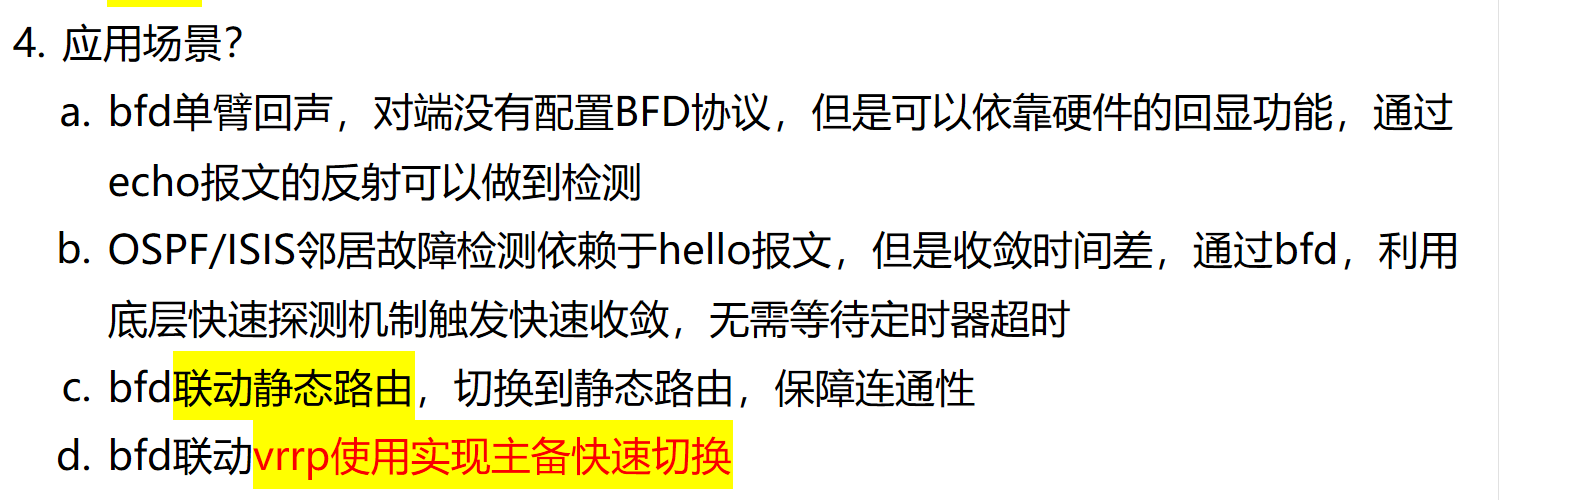 4. 应用场景？
a. bfd单臂回声，对端没有配置BFD协议，但是可以依靠硬件的回显功能，通过
echo报文的反射可以做到检测
b. OSPF/ISIS邻居故障检测依赖于hello报文，但是收敛时间差，通过bfd，利用
底层快速探测机制触发快速收敛，无需等待定时器超时
c. bfd联动静态路由，切换到静态路由，保障连通性
d. bfd联动vrrp使用实现主备快速切换